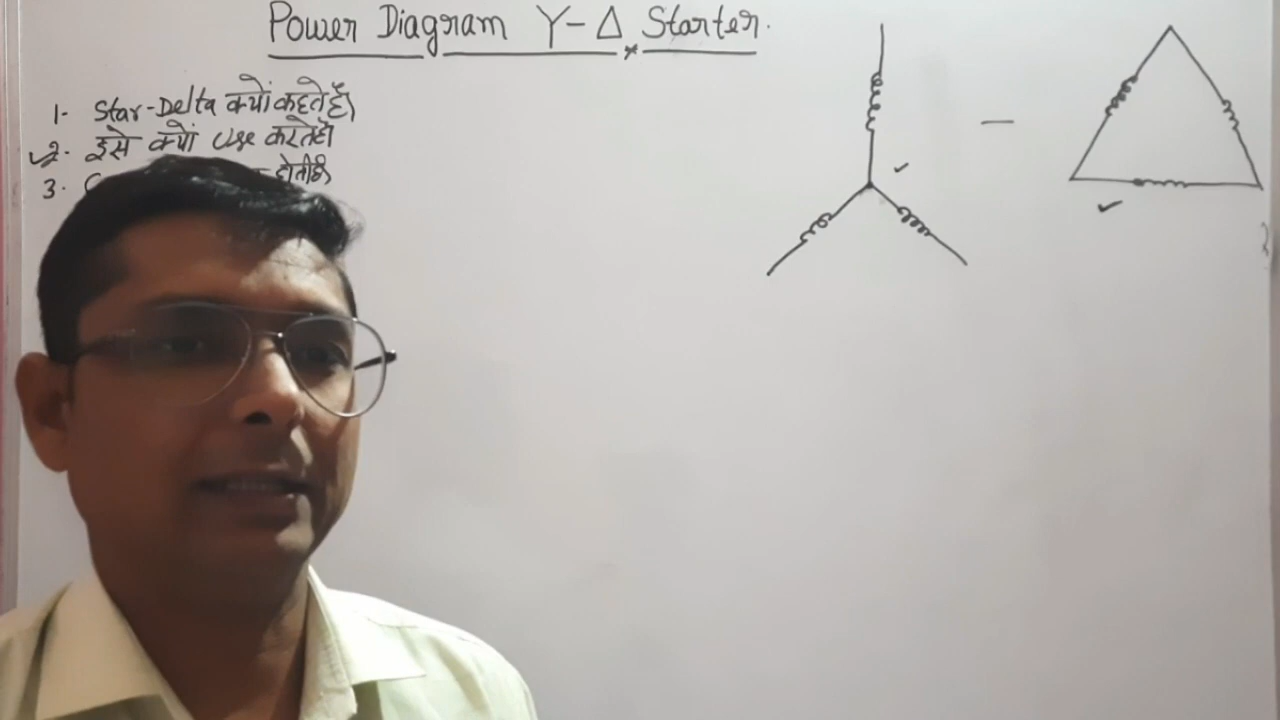 Power Diagram Y-Δ Starter.
1- Star-Delta क्यों कहते हैं
2. इसे क्यों use करते हैं
3. होती है